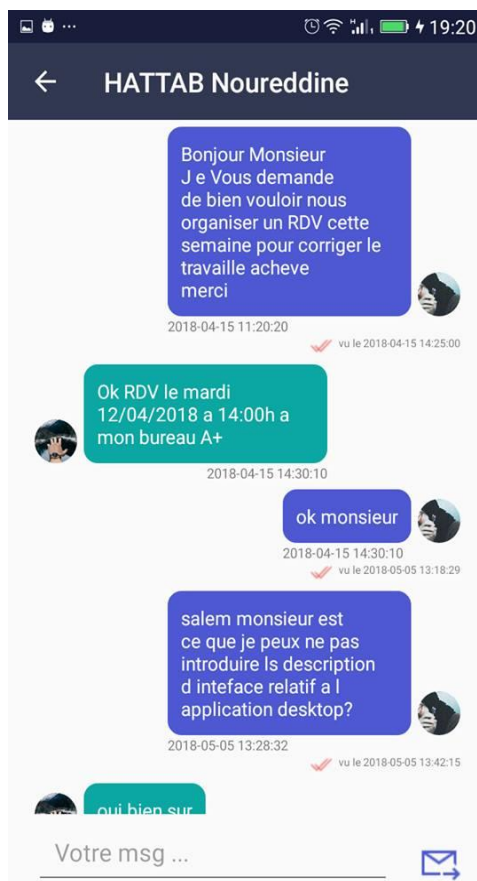 19:20
HATTAB Noureddine
Bonjour Monsieur
J e Vous demande
de bien vouloir nous
organiser un RDV cette
semaine pour corriger le
travaille acheve
merci
2018-04-15 11:20:20
vu le 2018-04-15 14:25:00
Ok RDV le mardi
12/04/2018 a 14:00h a
mon bureau A+
2018-04-15 14:30:10
ok monsieur
2018-04-15 14:30:10
vu le 2018-05-05 13:18:29
salem monsieur est
ce que je peux ne pas
introduire ls description
d inteface relatif a l
application desktop?
2018-05-05 13:28:32
vu le 2018-05-05 13:42:15
oui bien sur
Votre msg ...